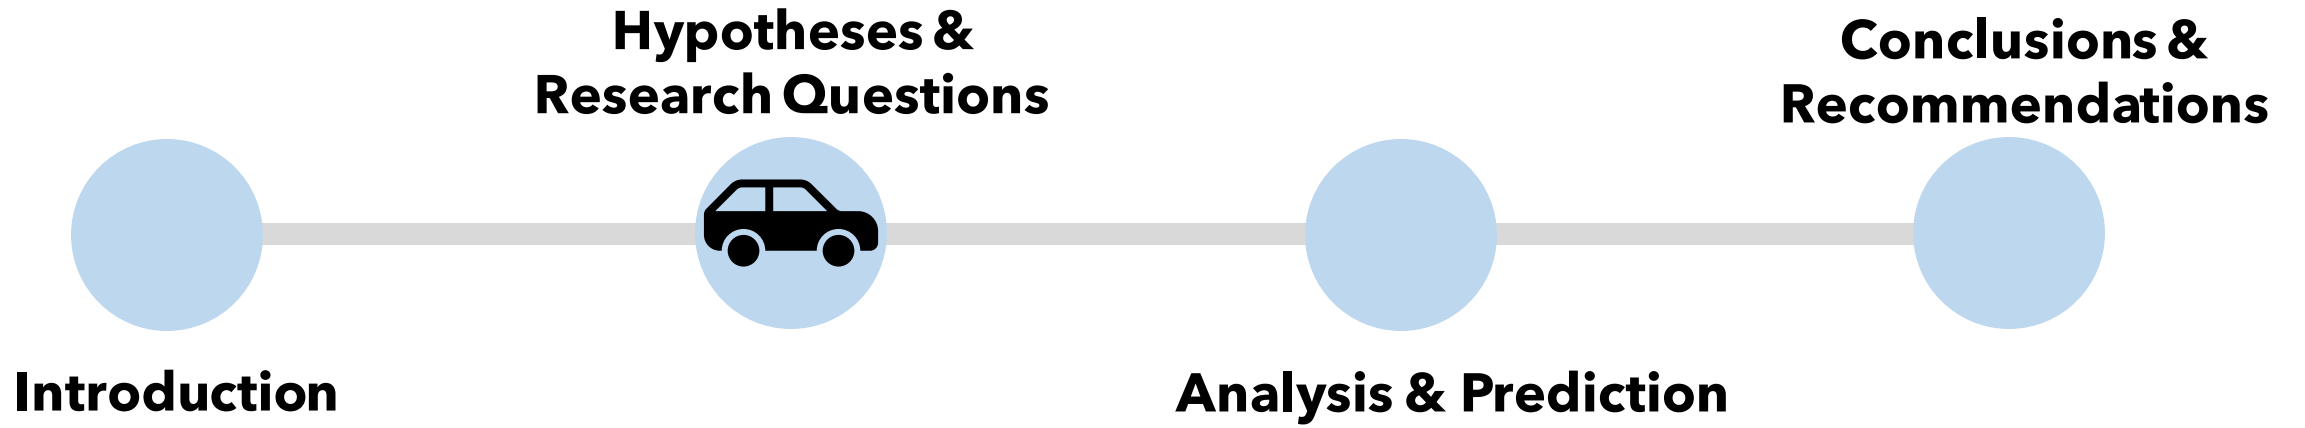 Introduction
Hypotheses &
Research Questions
Analysis & Prediction
Conclusions &
Recommendations